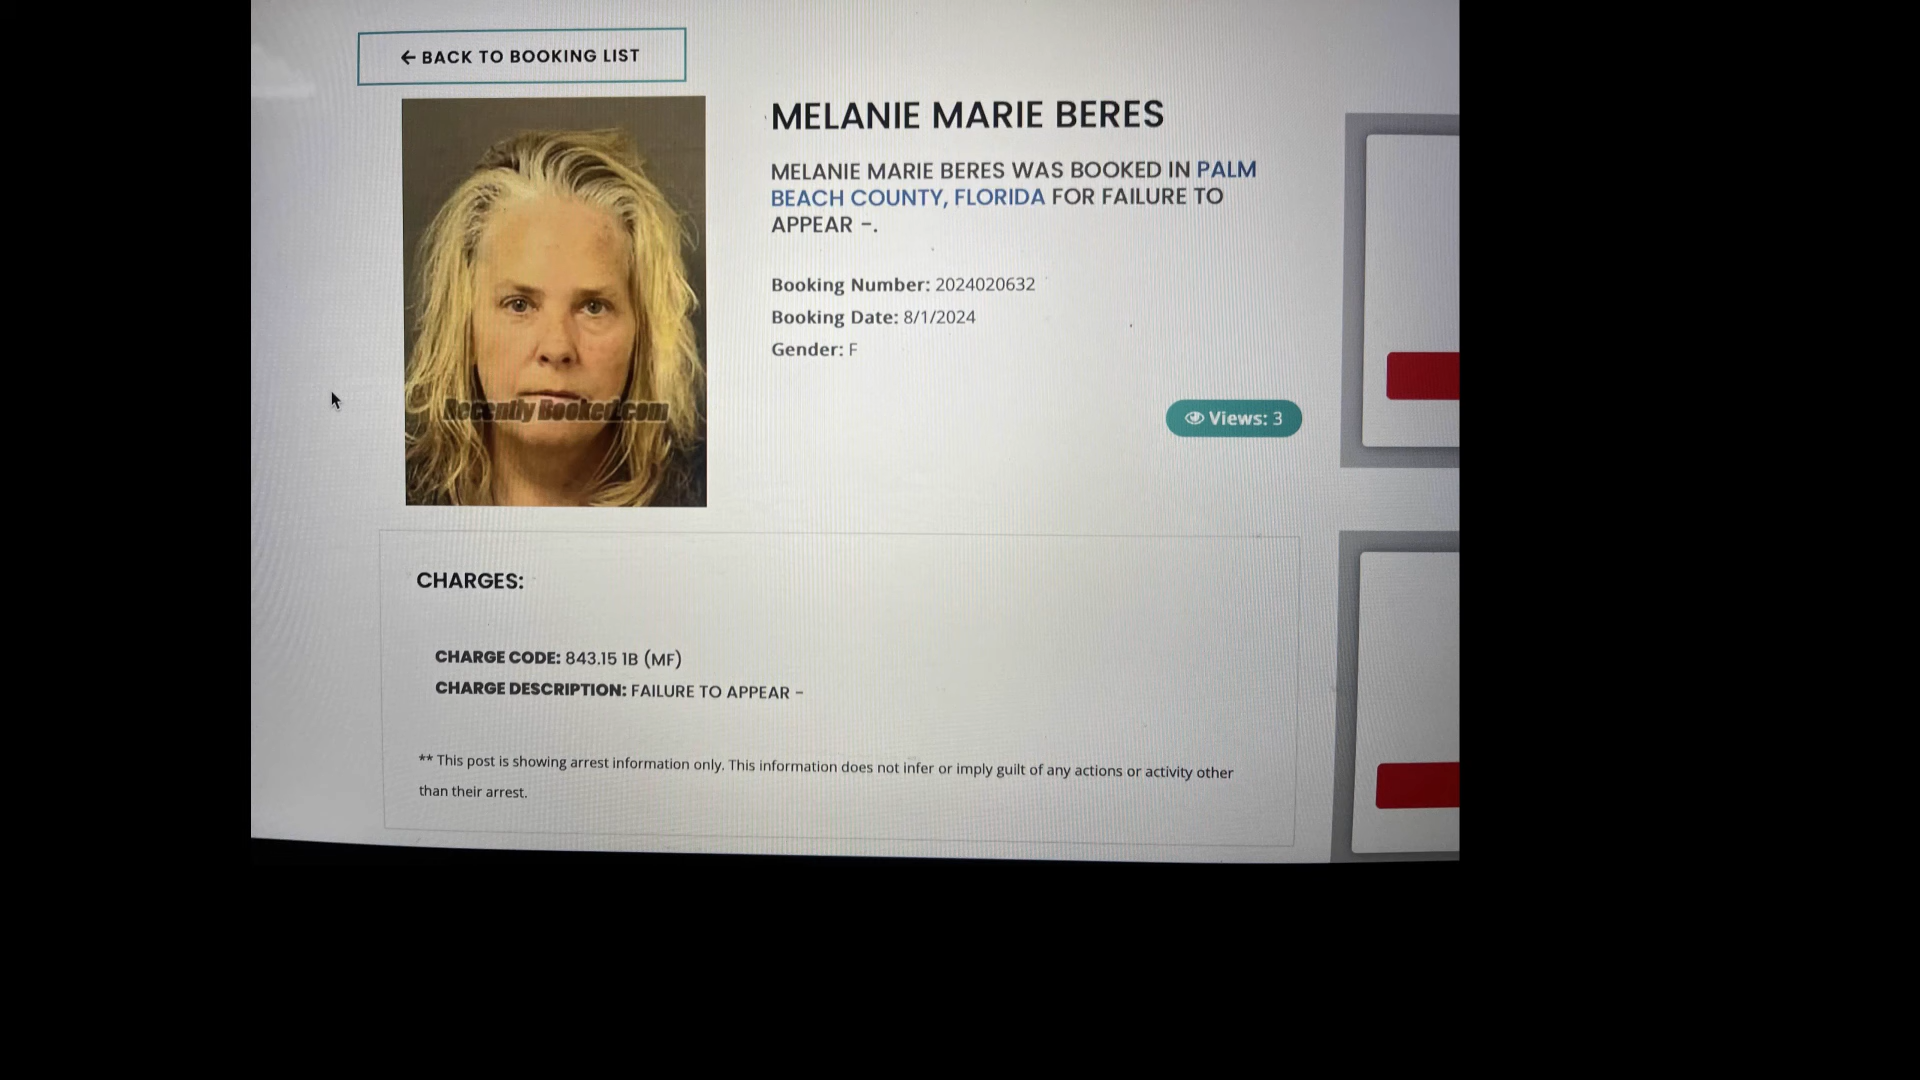 ← BACK TO BOOKING LIST
MELANIE MARIE BERES
MELANIE MARIE BERES WAS BOOKED IN PALM
BEACH COUNTY, FLORIDA FOR FAILURE TO
APPEAR –.
Booking Number: 2024020632
Booking Date: 8/1/2024
Gender: F
Recently Booked.com
Views: 3
CHARGES:
CHARGE CODE: 843.15 1B (MF)
CHARGE DESCRIPTION: FAILURE TO APPEAR –
** This post is showing arrest information only. This information does not infer or imply guilt of any actions or activity other
than their arrest.